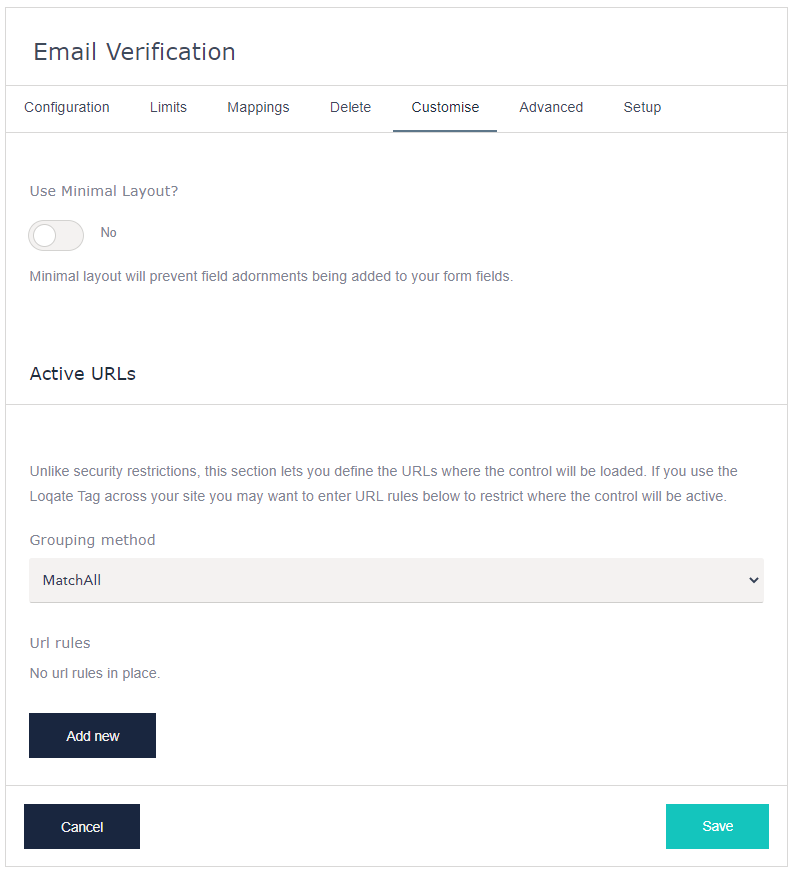 Email Verification
Configuration Limits Mappings Delete Customise Advanced Setup
Use Minimal Layout?
No
Minimal layout will prevent field adornments being added to your form fields.
Active URLs
Unlike security restrictions, this section lets you define the URLs where the control will be loaded. If you use the
Loqate Tag across your site you may want to enter URL rules below to restrict where the control will be active.
Grouping method
MatchAll
Url rules
No url rules in place.
Add new
Cancel Save